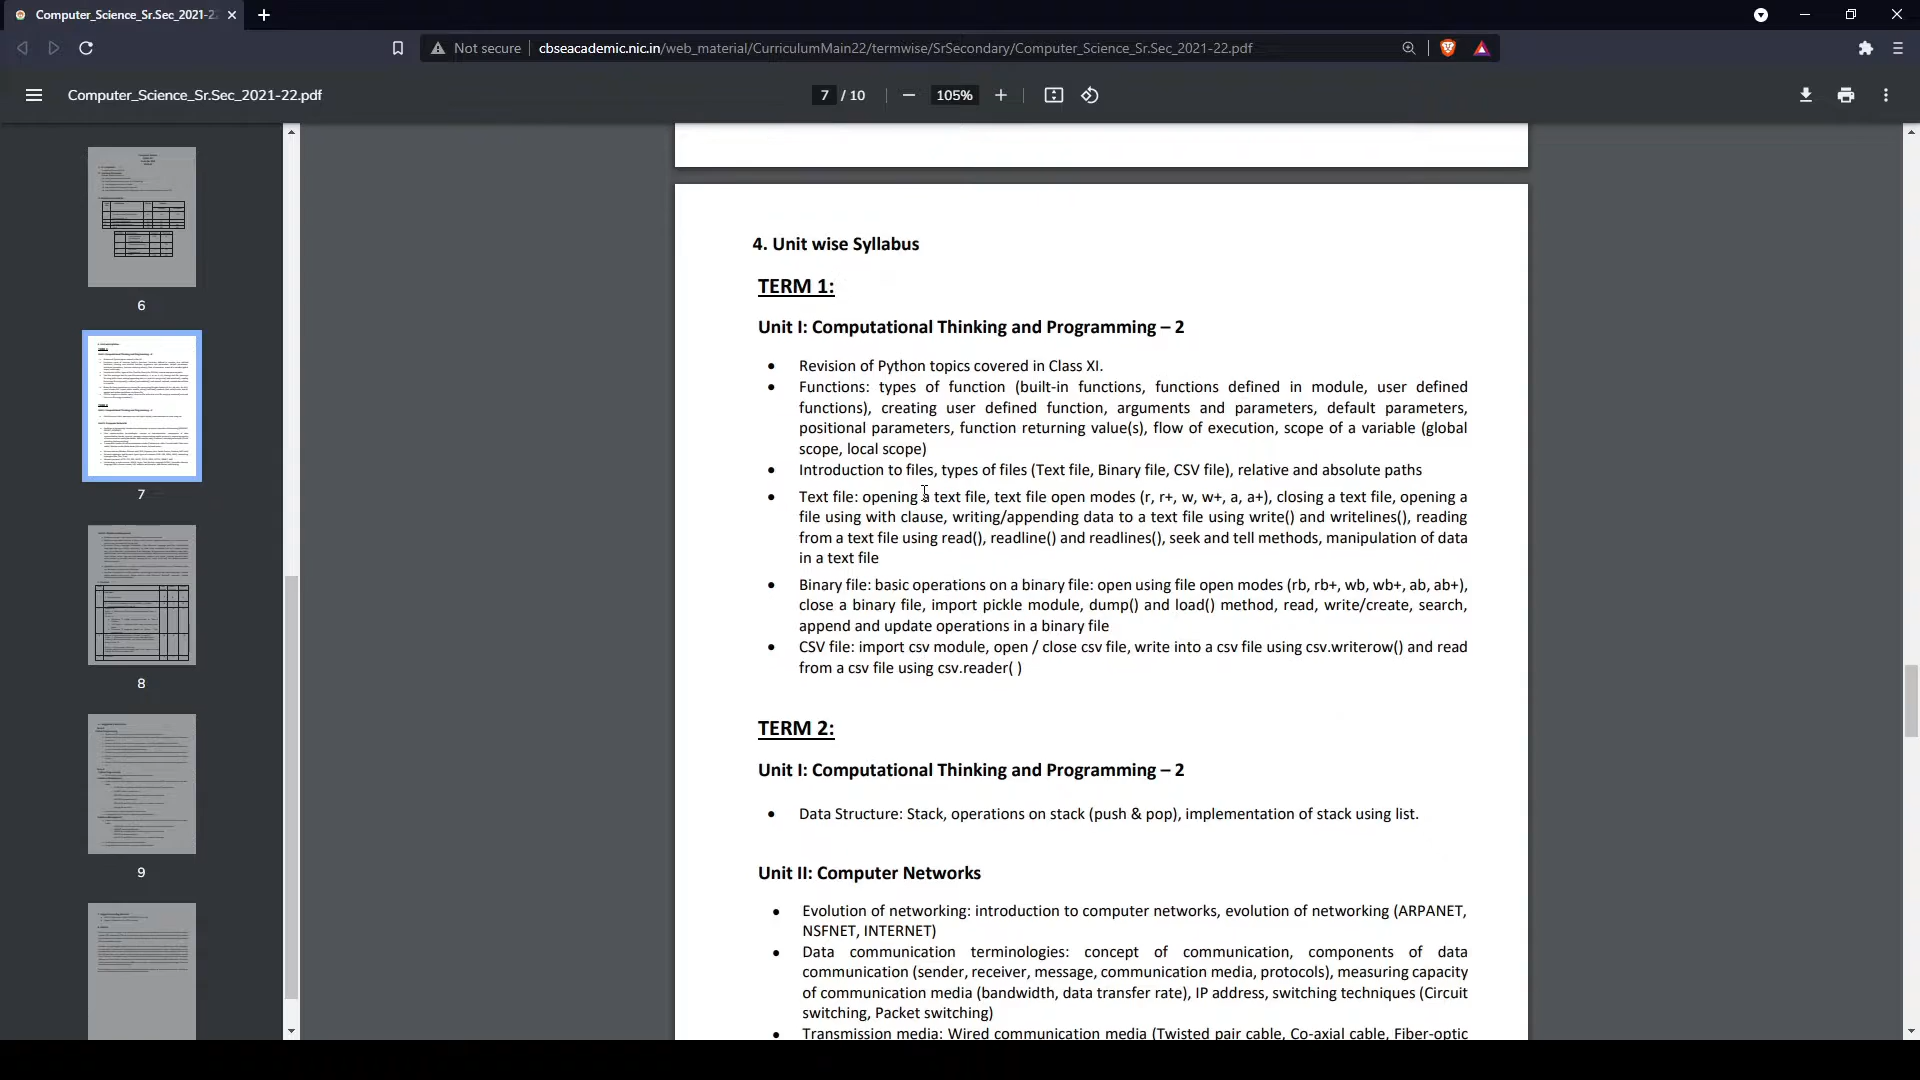 Computer_Science_Sr.Sec_2021-22
Not secure
cbseacademic.nic.in/web_material/CurriculumMain22/termwise/SrSecondary/Computer_Science_Sr.Sec_2021-22.pdf
Computer_Science_Sr.Sec_2021-22.pdf
7 / 10
105%
6
7
8
9
4. Unit wise Syllabus
TERM 1:
Unit I: Computational Thinking and Programming – 2
• Revision of Python topics covered in Class XI.
• Functions: types of function (built-in functions, functions defined in module, user defined
functions), creating user defined function, arguments and parameters, default parameters,
positional parameters, function returning value(s), flow of execution, scope of a variable (global
scope, local scope)
• Introduction to files, types of files (Text file, Binary file, CSV file), relative and absolute paths
• Text file: opening a text file, text file open modes (r, r+, w, w+, a, a+), closing a text file, opening a
file using with clause, writing/appending data to a text file using write() and writelines(), reading
from a text file using read(), readline() and readlines(), seek and tell methods, manipulation of data
in a text file
• Binary file: basic operations on a binary file: open using file open modes (rb, rb+, wb, wb+, ab, ab+),
close a binary file, import pickle module, dump() and load() method, read, write/create, search,
append and update operations in a binary file
• CSV file: import csv module, open / close csv file, write into a csv file using csv.writerow() and read
from a csv file using csv.reader( )
TERM 2:
Unit I: Computational Thinking and Programming – 2
• Data Structure: Stack, operations on stack (push & pop), implementation of stack using list.
Unit II: Computer Networks
• Evolution of networking: introduction to computer networks, evolution of networking (ARPANET,
NSFNET, INTERNET)
• Data communication terminologies: concept of communication, components of data
communication (sender, receiver, message, communication media, protocols), measuring capacity
of communication media (bandwidth, data transfer rate), IP address, switching techniques (Circuit
switching, Packet switching)
• Transmission media: Wired communication media (Twisted pair cable, Co-axial cable, Fiber-optic